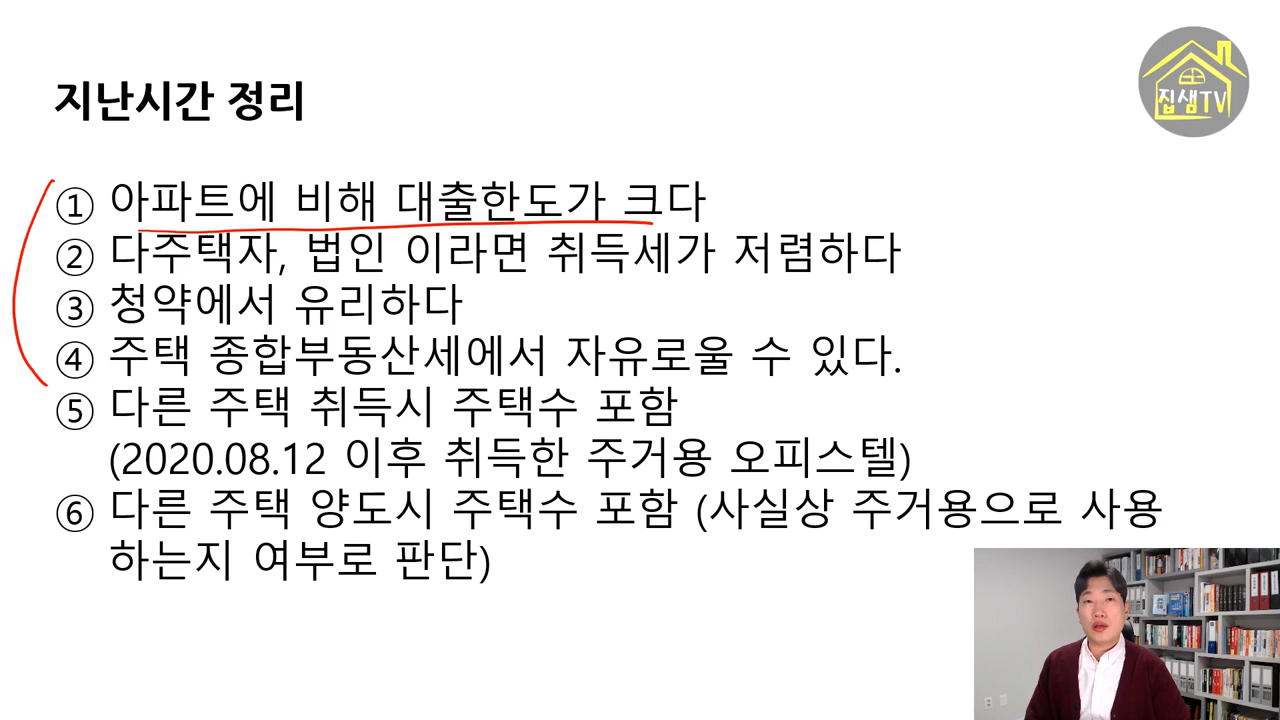 지난시간 정리
집샘TV
① 아파트에 비해 대출한도가 크다
② 다주택자, 법인 이라면 취득세가 저렴하다
③ 청약에서 유리하다
④ 주택 종합부동산세에서 자유로울 수 있다.
⑤ 다른 주택 취득시 주택수 포함
(2020.08.12 이후 취득한 주거용 오피스텔)
⑥ 다른 주택 양도시 주택수 포함 (사실상 주거용으로 사용
하는지 여부로 판단)